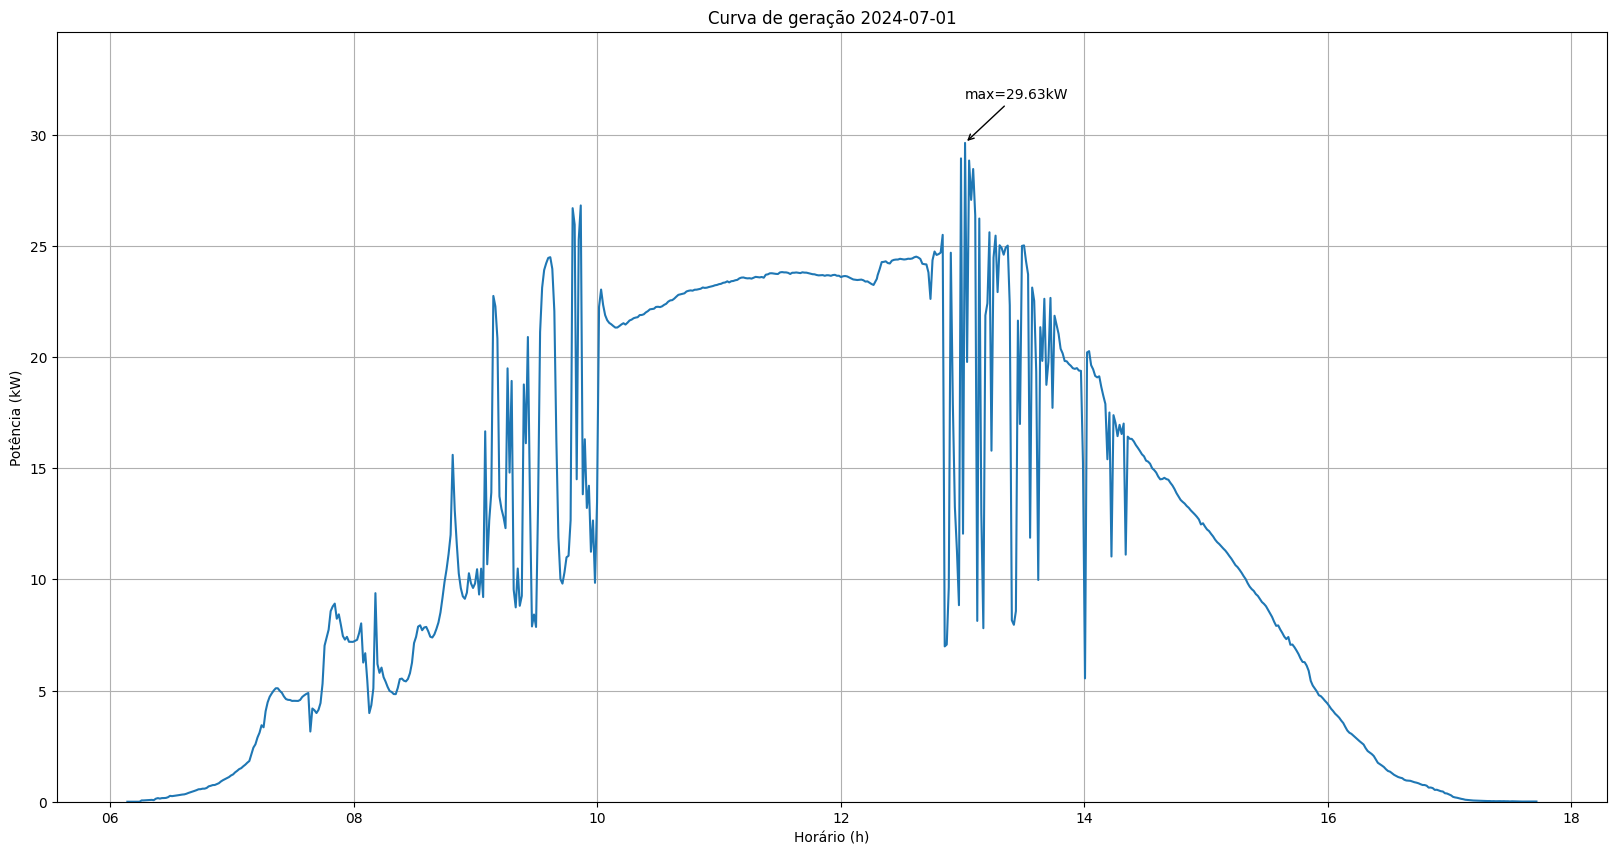 Curva de geração 2024-07-01
max=29.63kW
Potência (kW)
30
25
20
15
10
5
0
06 08 10 12 14 16 18
Horário (h)